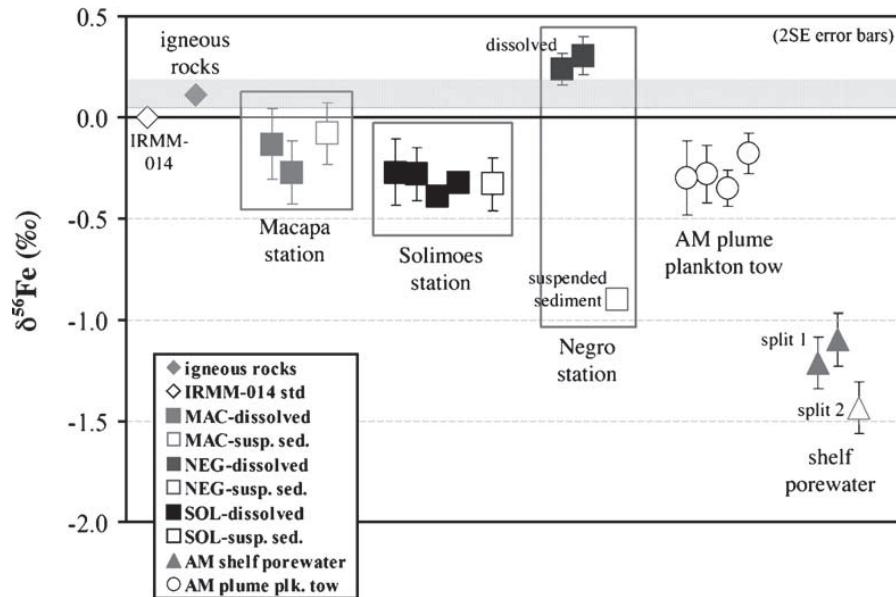 0.5
0.0
-0.5
-1.0
-1.5
-2.0
δ⁵⁶Fe (‰)
(2SE error bars)
igneous
rocks
IRMM-
014
Macapa
station
Solimoes
station
dissolved
suspended
sediment
Negro
station
AM plume
plankton tow
split 1
split 2
shelf
porewater
igneous rocks
IRMM-014 std
MAC-dissolved
MAC-susp. sed.
NEG-dissolved
NEG-susp. sed.
SOL-dissolved
SOL-susp. sed.
AM shelf porewater
AM plume plk. tow